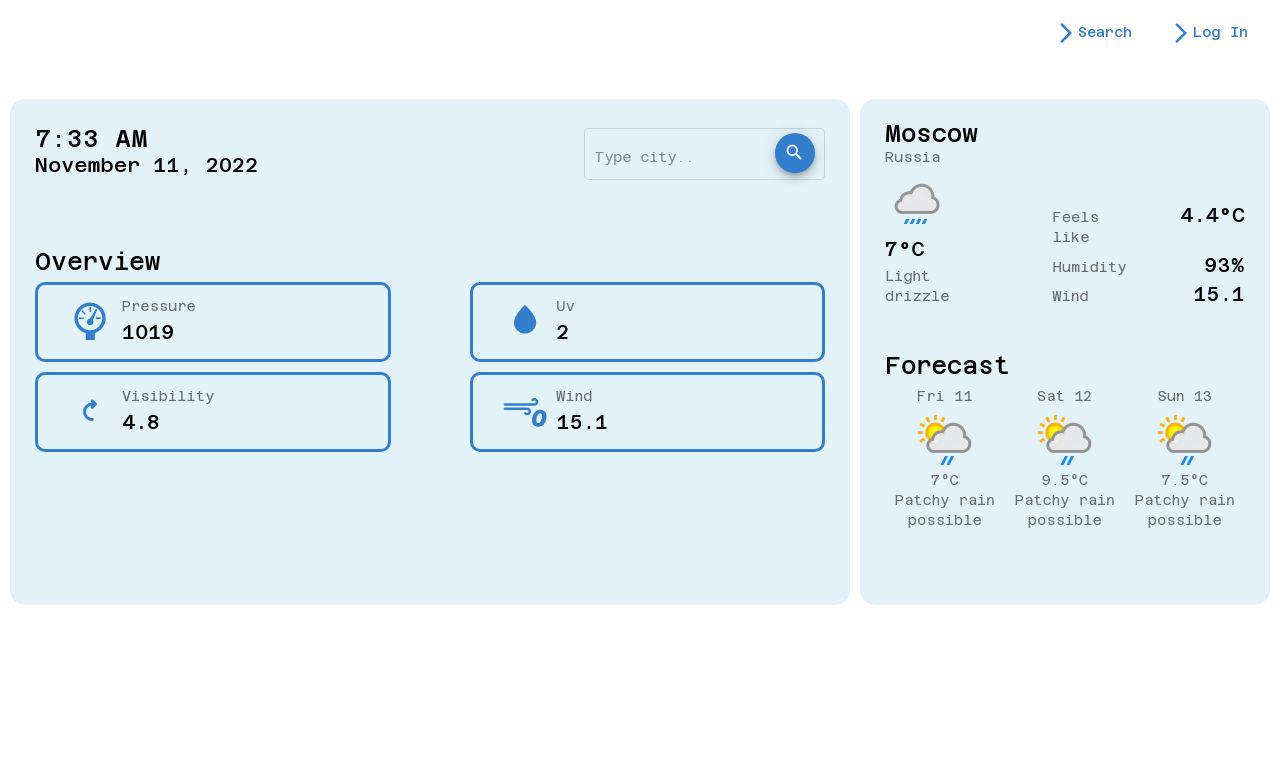 Search
Log In
7:33 AM
November 11, 2022
Type city..
Overview
Pressure
1019
Uv
2
Visibility
4.8
Wind
15.1
Moscow
Russia
7°C
Light
drizzle
Feels
like
4.4°C
Humidity
93%
Wind
15.1
Forecast
Fri 11
7°C
Patchy rain
possible
Sat 12
9.5°C
Patchy rain
possible
Sun 13
7.5°C
Patchy rain
possible